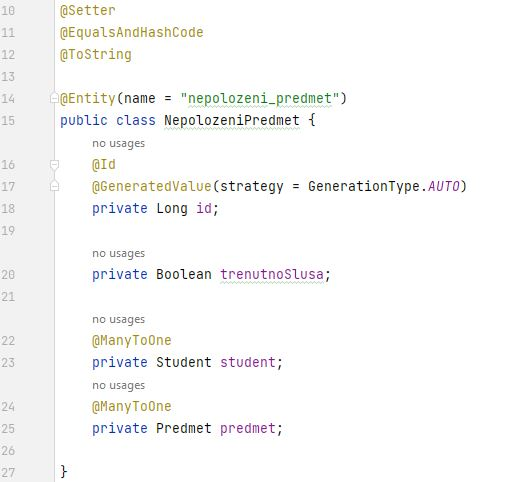 10 @Setter
11 @EqualsAndHashCode
12 @ToString
13
14 @Entity(name = "nepolozeni_predmet")
15 public class NepolozeniPredmet {
no usages
16 @Id
17 @GeneratedValue(strategy = GenerationType.AUTO)
18 private Long id;
19
no usages
20 private Boolean trenutnoSlusa;
21
no usages
22 @ManyToOne
23 private Student student;
no usages
24 @ManyToOne
25 private Predmet predmet;
26
27 }